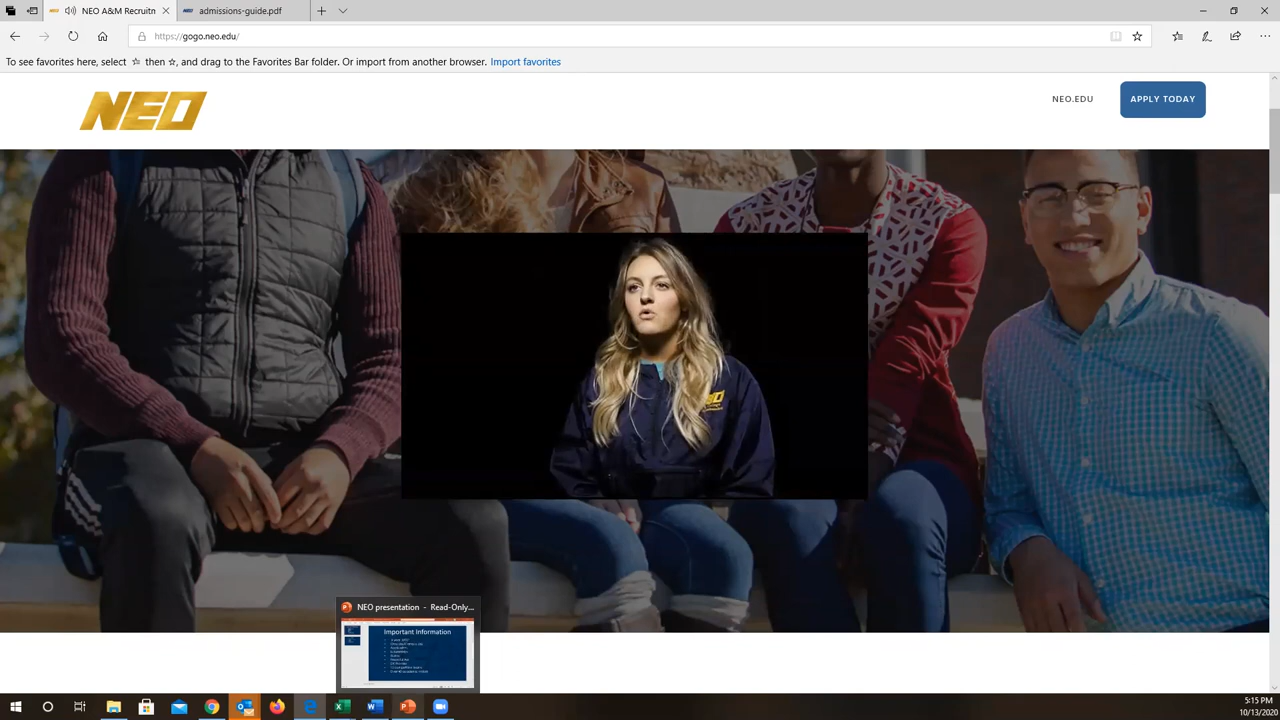 NEO A&M Recruitn
admissions-guide.pdf
https://gogo.neo.edu/
To see favorites here, select ☆ then ☆, and drag to the Favorites Bar folder. Or import from another browser. Import favorites
NEO
NEO.EDU
APPLY TODAY
NEO
NEO presentation - Read-Only...
Important Information
5:15 PM
10/13/2020